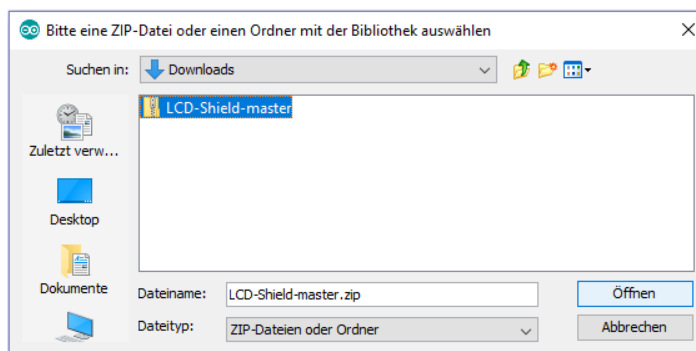 Bitte eine ZIP-Datei oder einen Ordner mit der Bibliothek auswählen
Suchen in: Downloads
LCD-Shield-master
Zuletzt verw...
Desktop
Dokumente
Dateiname: LCD-Shield-master.zip Öffnen
Dateityp: ZIP-Dateien oder Ordner Abbrechen